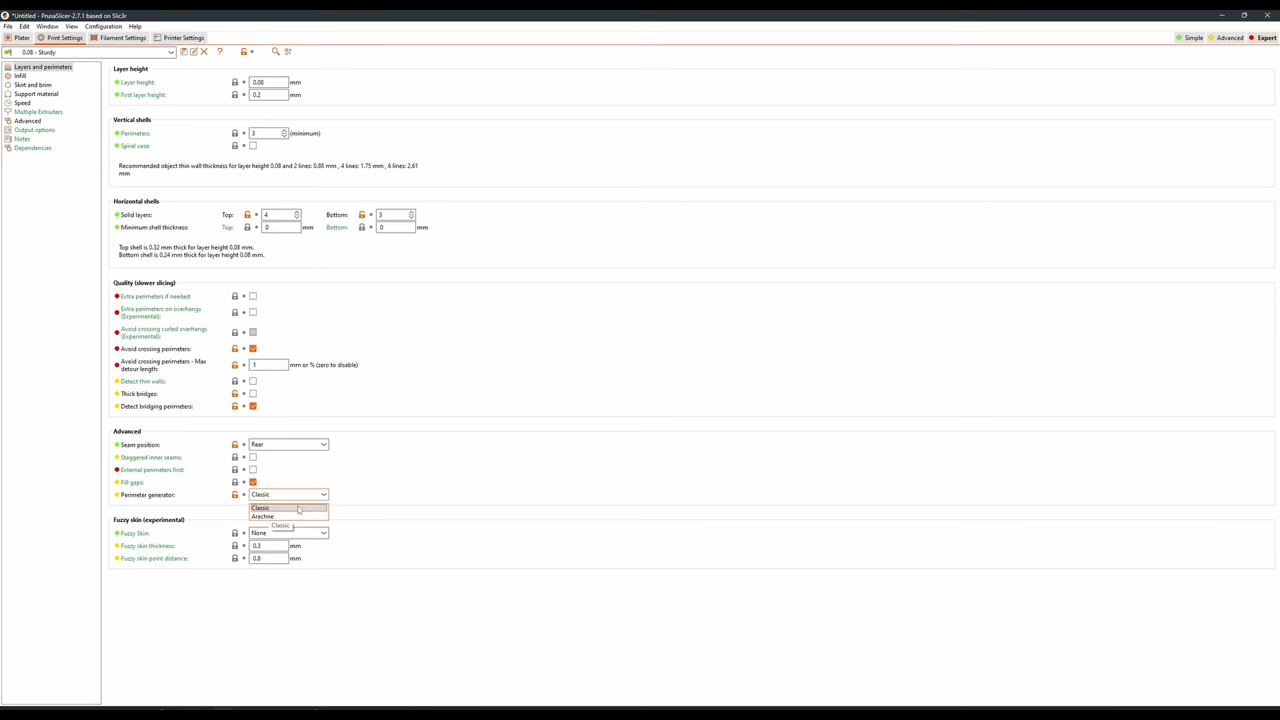 *Untitled - PrusaSlicer-2.7.1 based on Slic3r
File Edit Window View Configuration Help
Plater Print Settings Filament Settings Printer Settings Simple Advanced Expert
0.08 - Sturdy
Layers and perimeters
Infill
Skirt and brim
Support material
Speed
Multiple Extruders
Advanced
Output options
Notes
Dependencies
Layer height
Layer height: 0.08 mm
First layer height: 0.2 mm
Vertical shells
Perimeters: 3 (minimum)
Spiral vase:
Recommended object thin wall thickness for layer height 0.08 and 2 lines: 0.88 mm , 4 lines: 1.75 mm , 6 lines: 2.61
mm
Horizontal shells
Solid layers: Top: 4 Bottom: 3
Minimum shell thickness: Top: 0 mm Bottom: 0 mm
Top shell is 0.32 mm thick for layer height 0.08 mm.
Bottom shell is 0.24 mm thick for layer height 0.08 mm.
Quality (slower slicing)
Extra perimeters if needed:
Extra perimeters on overhangs
(Experimental):
Avoid crossing curled overhangs
(Experimental):
Avoid crossing perimeters:
Avoid crossing perimeters - Max
detour length: 1 mm or % (zero to disable)
Detect thin walls:
Thick bridges:
Detect bridging perimeters:
Advanced
Seam position: Rear
Staggered inner seams:
External perimeters first:
Fill gaps:
Perimeter generator: Classic
Classic
Arachne
Classic
Fuzzy skin (experimental)
Fuzzy Skin: None
Fuzzy skin thickness: 0.3 mm
Fuzzy skin point distance: 0.8 mm